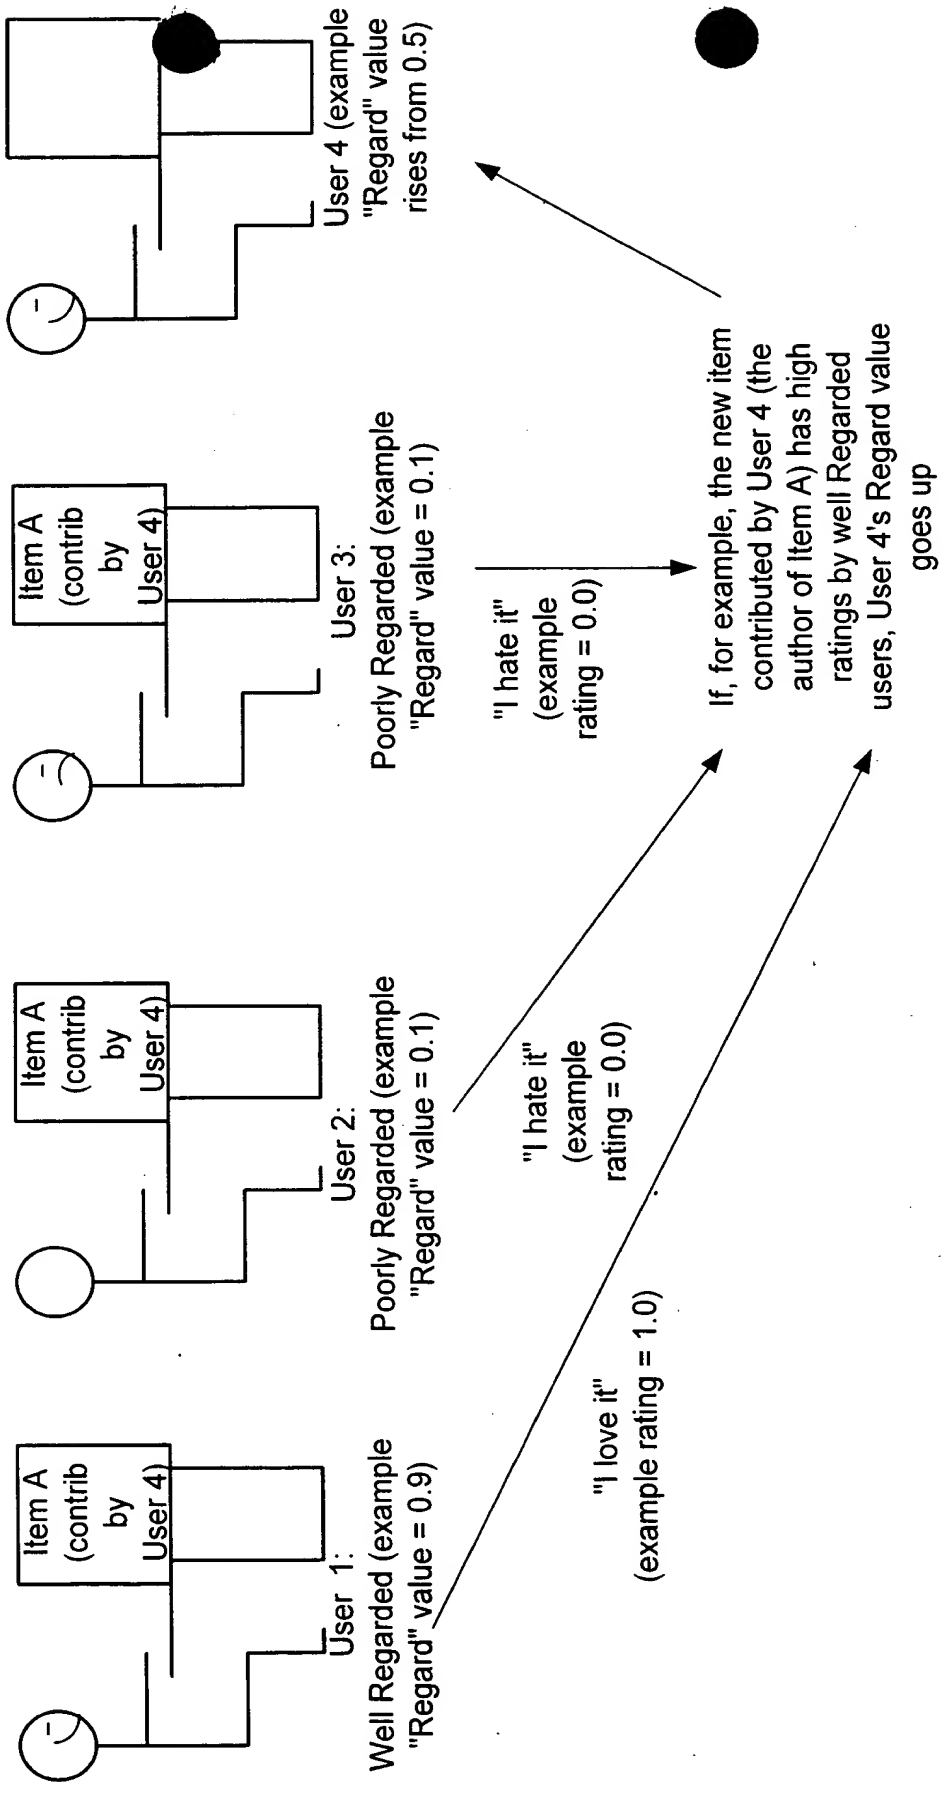 Item A
(contrib
by
User 4)
User 1:
Well Regarded (example
"Regard" value = 0.9)
Item A
(contrib
by
User 4)
User 2:
Poorly Regarded (example
"Regard" value = 0.1)
Item A
(contrib
by
User 4)
User 3:
Poorly Regarded (example
"Regard" value = 0.1)
User 4 (example
"Regard" value
rises from 0.5)
"I love it"
(example rating = 1.0)
"I hate it"
(example
rating = 0.0)
"I hate it"
(example
rating = 0.0)
If, for example, the new item
contributed by User 4 (the
author of Item A) has high
ratings by well Regarded
users, User 4's Regard value
goes up